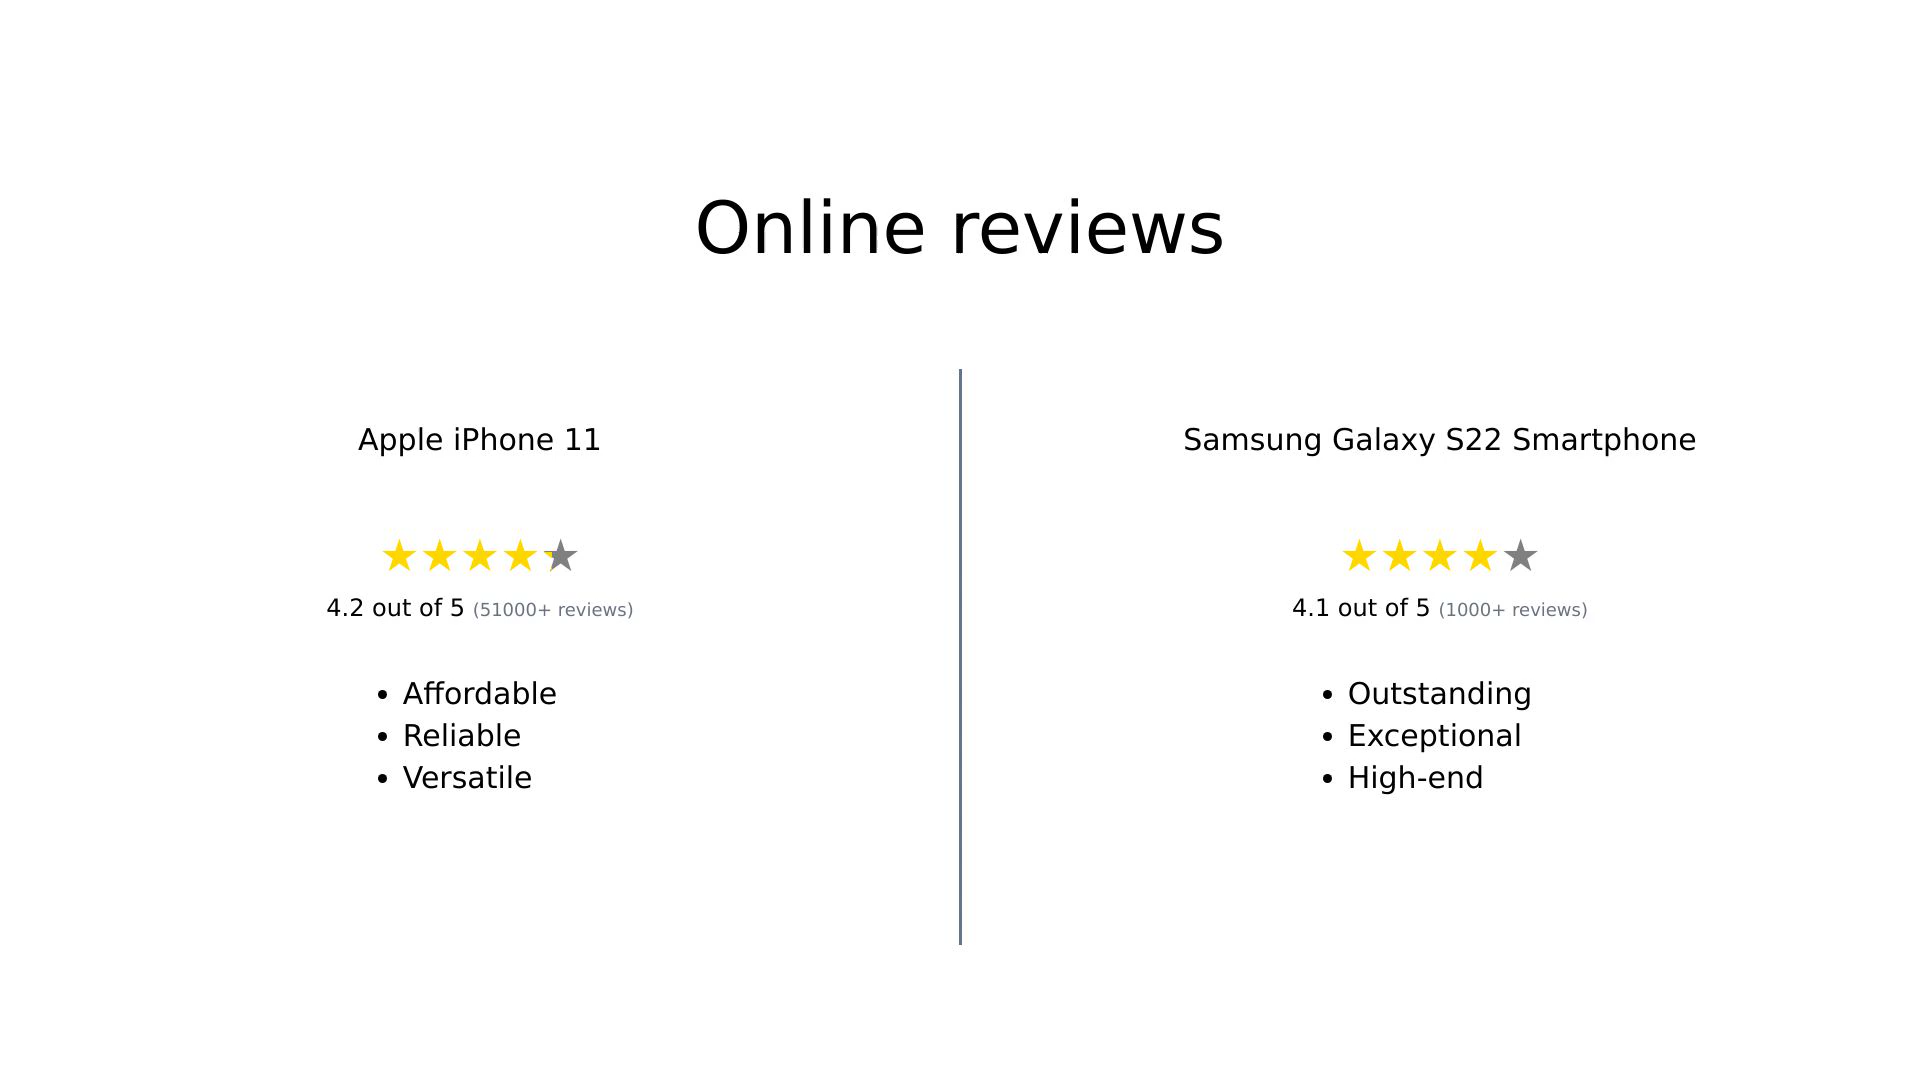 Online reviews
Apple iPhone 11
4.2 out of 5 (51000+ reviews)
• Affordable
• Reliable
• Versatile
Samsung Galaxy S22 Smartphone
4.1 out of 5 (1000+ reviews)
• Outstanding
• Exceptional
• High-end